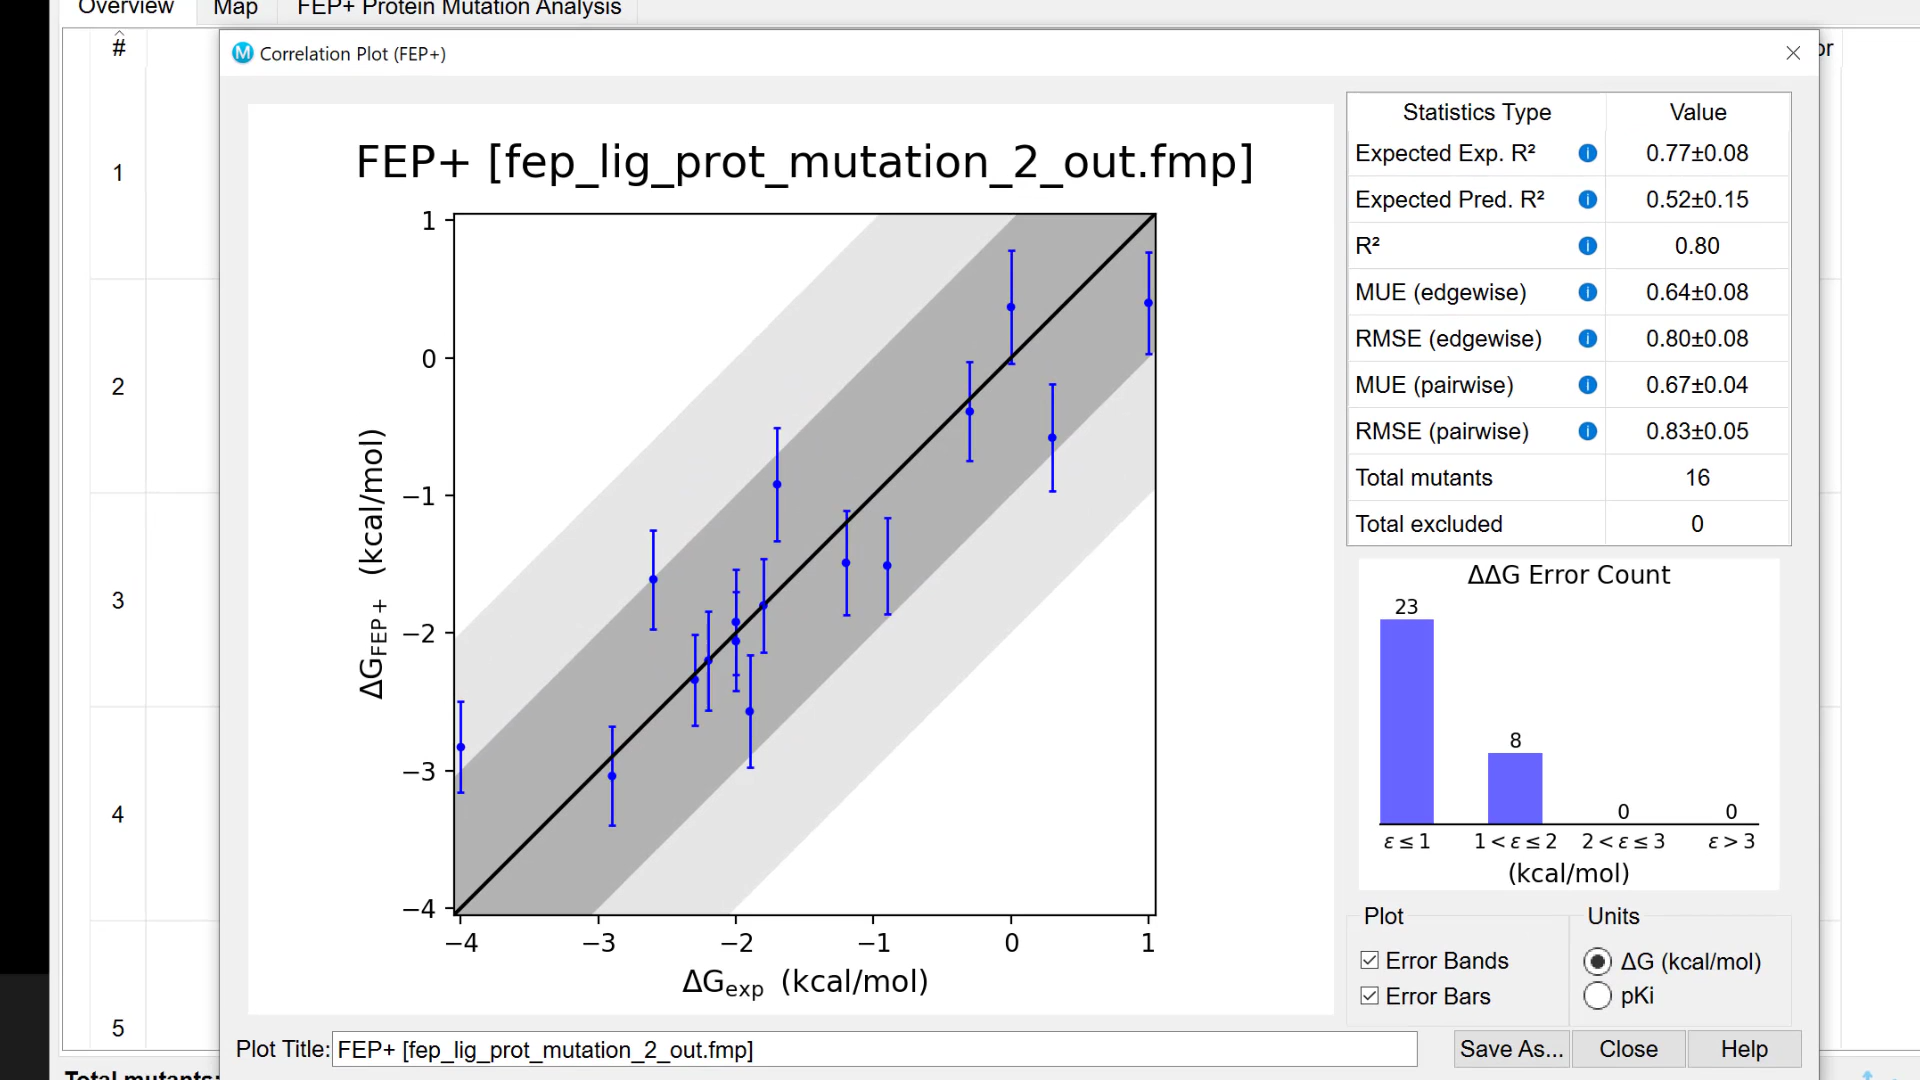 Overview Map FEP+ Protein Mutation Analysis
#
or
1
2
3
4
5
Correlation Plot (FEP+)
FEP+ [fep_lig_prot_mutation_2_out.fmp]
1
0
−1
−2
−3
−4
ΔG_FEP+ (kcal/mol)
−4 −3 −2 −1 0 1
ΔG_exp (kcal/mol)
Statistics Type Value
Expected Exp. R² 0.77±0.08
Expected Pred. R² 0.52±0.15
R² 0.80
MUE (edgewise) 0.64±0.08
RMSE (edgewise) 0.80±0.08
MUE (pairwise) 0.67±0.04
RMSE (pairwise) 0.83±0.05
Total mutants 16
Total excluded 0
ΔΔG Error Count
23
8
0
0
ε ≤ 1 1 < ε ≤ 2 2 < ε ≤ 3 ε > 3
(kcal/mol)
Plot Units
Error Bands ΔG (kcal/mol)
Error Bars pKi
Plot Title: FEP+ [fep_lig_prot_mutation_2_out.fmp] Save As... Close Help
Total mutants: